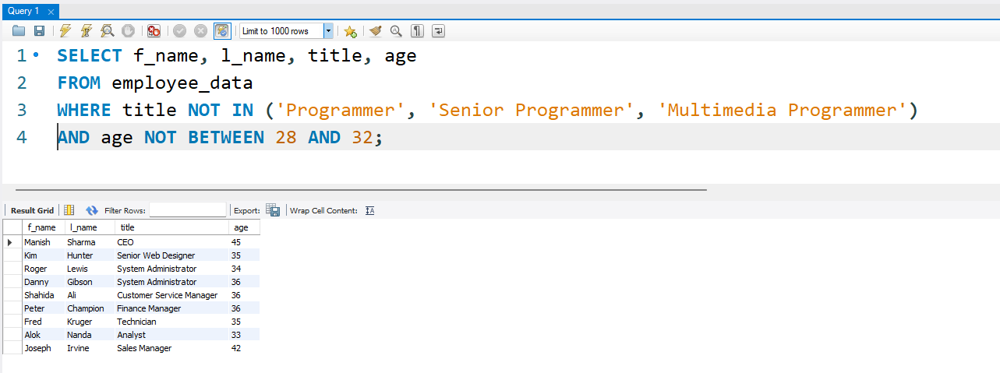 Query 1
Limit to 1000 rows
1 SELECT f_name, l_name, title, age
2 FROM employee_data
3 WHERE title NOT IN ('Programmer', 'Senior Programmer', 'Multimedia Programmer')
4 AND age NOT BETWEEN 28 AND 32;
Result Grid Filter Rows: Export: Wrap Cell Content: IA
f_name l_name title age
Manish Sharma CEO 45
Kim Hunter Senior Web Designer 35
Roger Lewis System Administrator 34
Danny Gibson System Administrator 36
Shahida Ali Customer Service Manager 36
Peter Champion Finance Manager 36
Fred Kruger Technician 35
Alok Nanda Analyst 33
Joseph Irvine Sales Manager 42